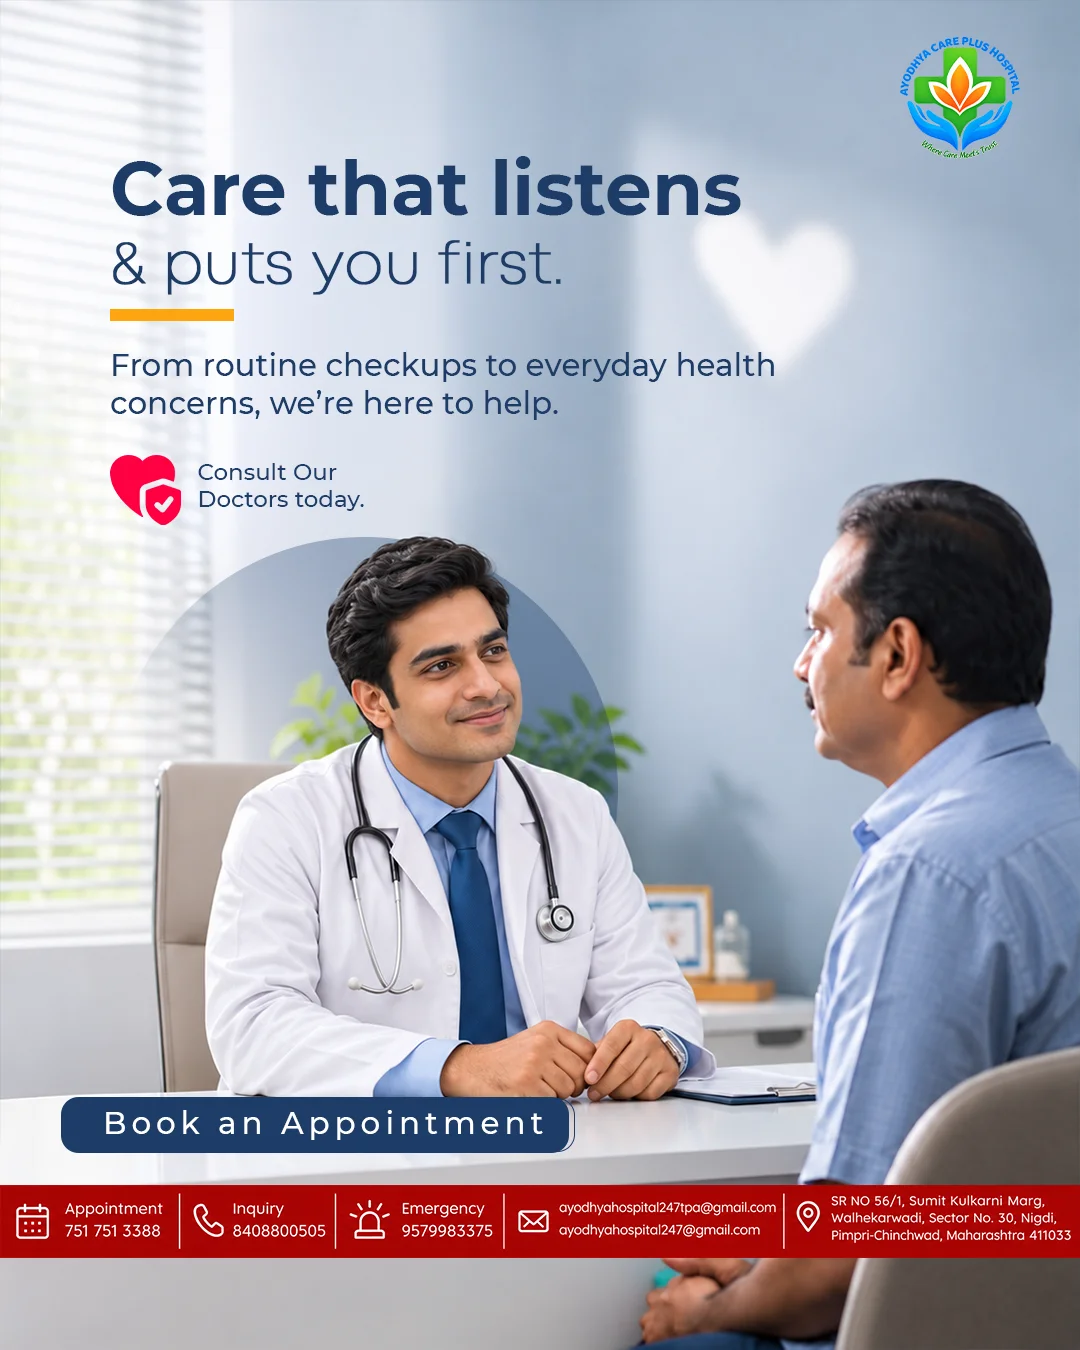 AYODHYA CARE PLUS HOSPITAL
Where Care Meets Trust
Care that listens
& puts you first.
From routine checkups to everyday health
concerns, we’re here to help.
Consult Our
Doctors today.
Book an Appointment
Appointment
751 751 3388
Inquiry
8408800505
Emergency
9579983375
ayodhyahospital247tpa@gmail.com
ayodhyahospital247@gmail.com
SR NO 56/1, Sumit Kulkarni Marg,
Walhekarwadi, Sector No. 30, Nigdi,
Pimpri-Chinchwad, Maharashtra 411033